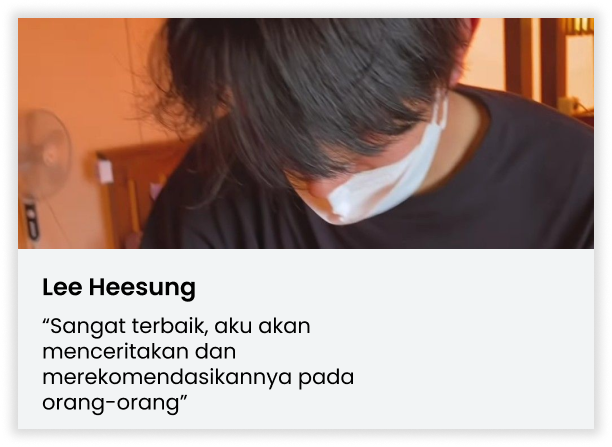 Lee Heesung
“Sangat terbaik, aku akan
menceritakan dan
merekomendasikannya pada
orang-orang”